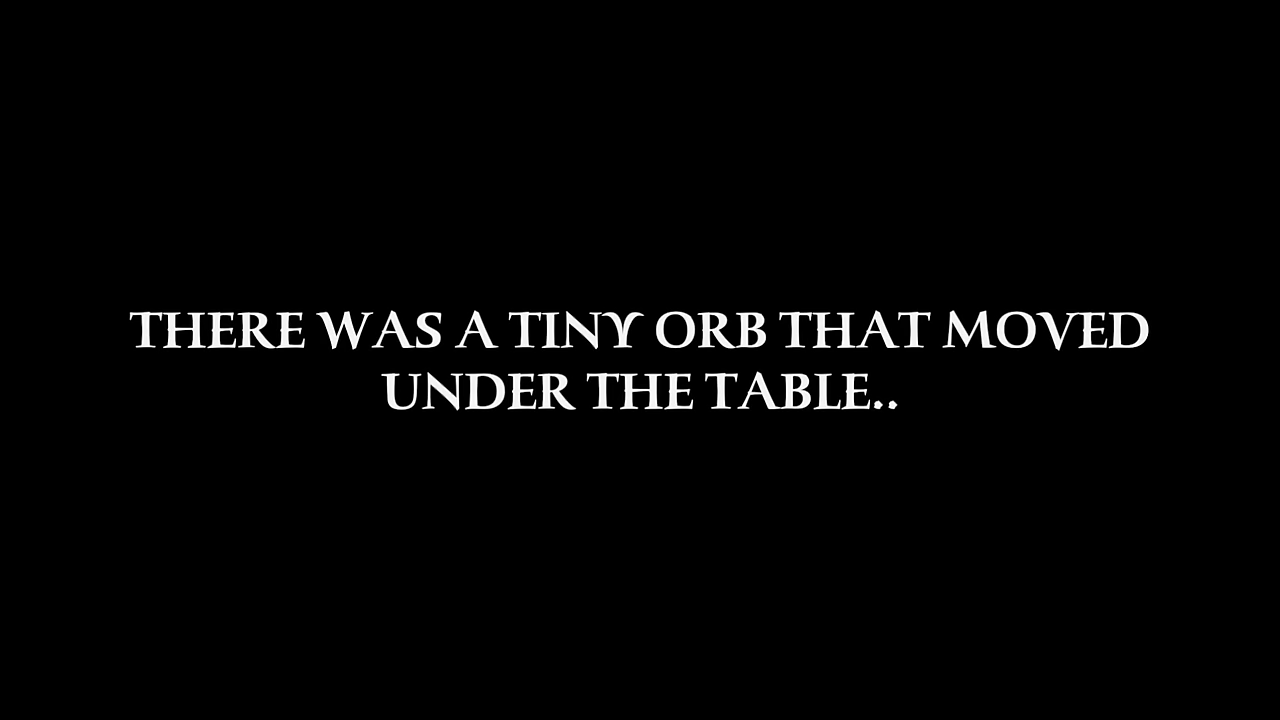 THERE WAS A TINY ORB THAT MOVED
UNDER THE TABLE..